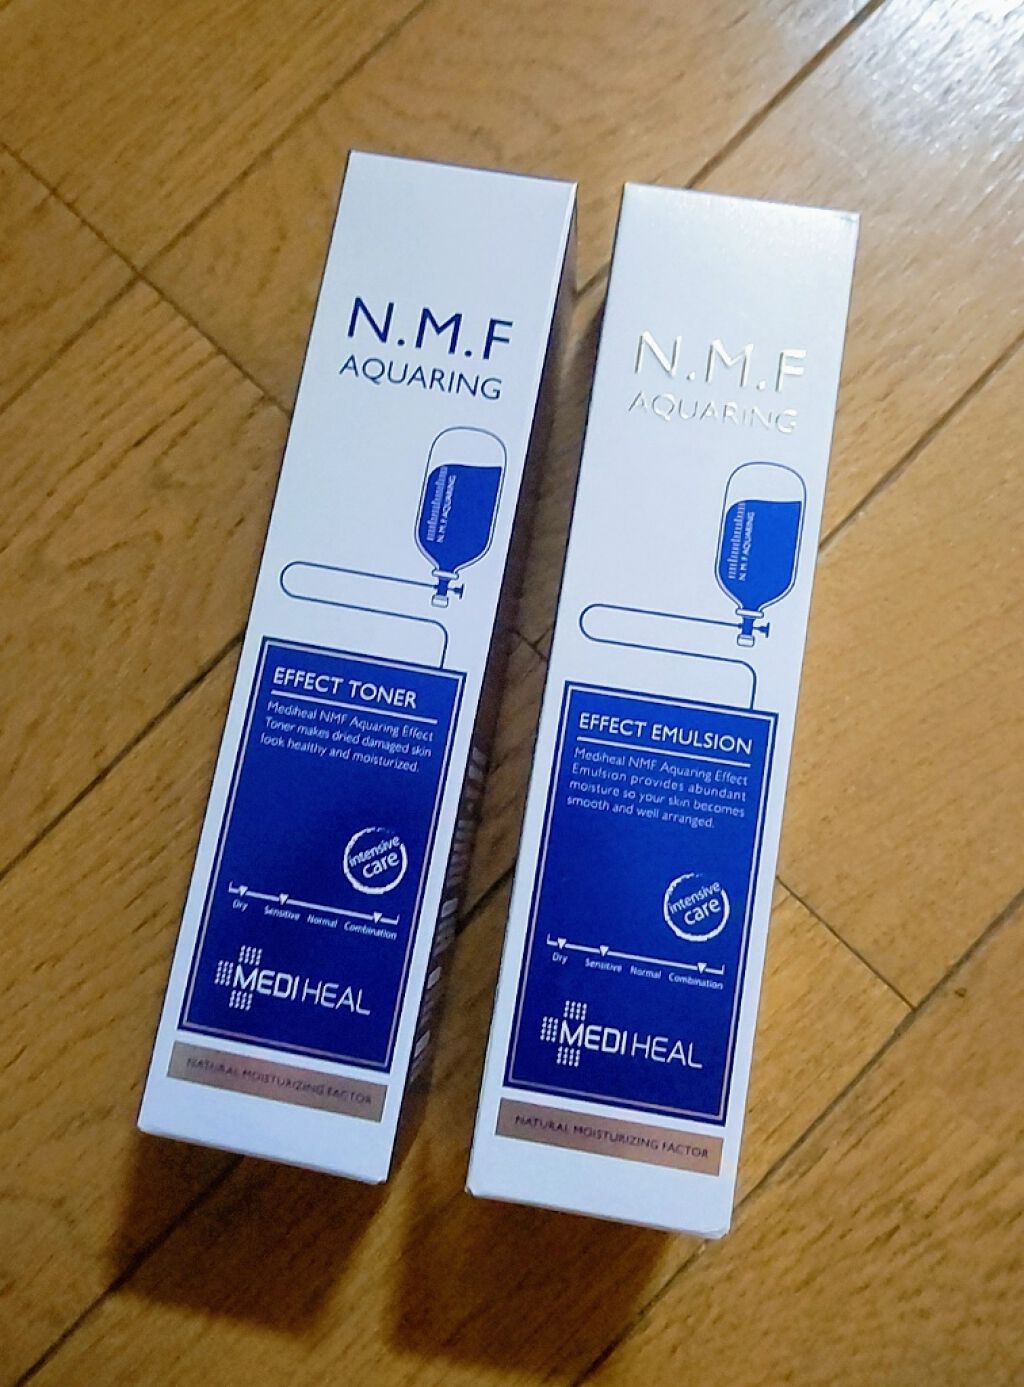 N.M.F
AQUARING
N.M.F AQUARING
EFFECT TONER
Mediheal NMF Aquaring Effect
Toner makes dried damaged skin
look healthy and moisturized.
intensive
care
Dry Sensitive Normal Combination
MEDIHEAL
NATURAL MOISTURIZING FACTOR
N.M.F
AQUARING
N.M.F AQUARING
EFFECT EMULSION
Mediheal NMF Aquaring Effect
Emulsion provides abundant
moisture so your skin becomes
smooth and well arranged.
intensive
care
Dry Sensitive Normal Combination
MEDIHEAL
NATURAL MOISTURIZING FACTOR